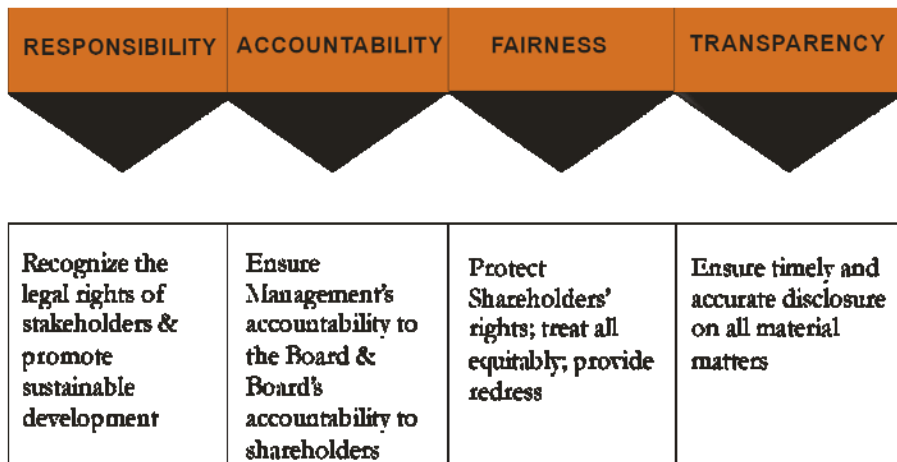 RESPONSIBILITY
ACCOUNTABILITY
FAIRNESS
TRANSPARENCY
Recognize the
legal rights of
stakeholders &
promote
sustainable
development
Ensure
Management's
accountability to
the Board &
Board's
accountability to
shareholders
Protect
Shareholders'
rights; treat all
equitably; provide
redress
Ensure timely and
accurate disclosure
on all material
matters